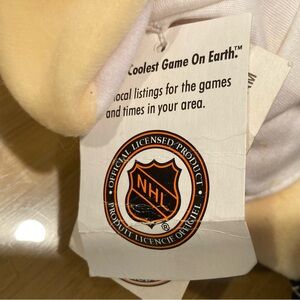 Coolest Game On Earth.™
local listings for the games
and times in your area.
OFFICIAL LICENSED PRODUCT
NHL
®
PRODUIT LICENCIÉ OFFICIEL